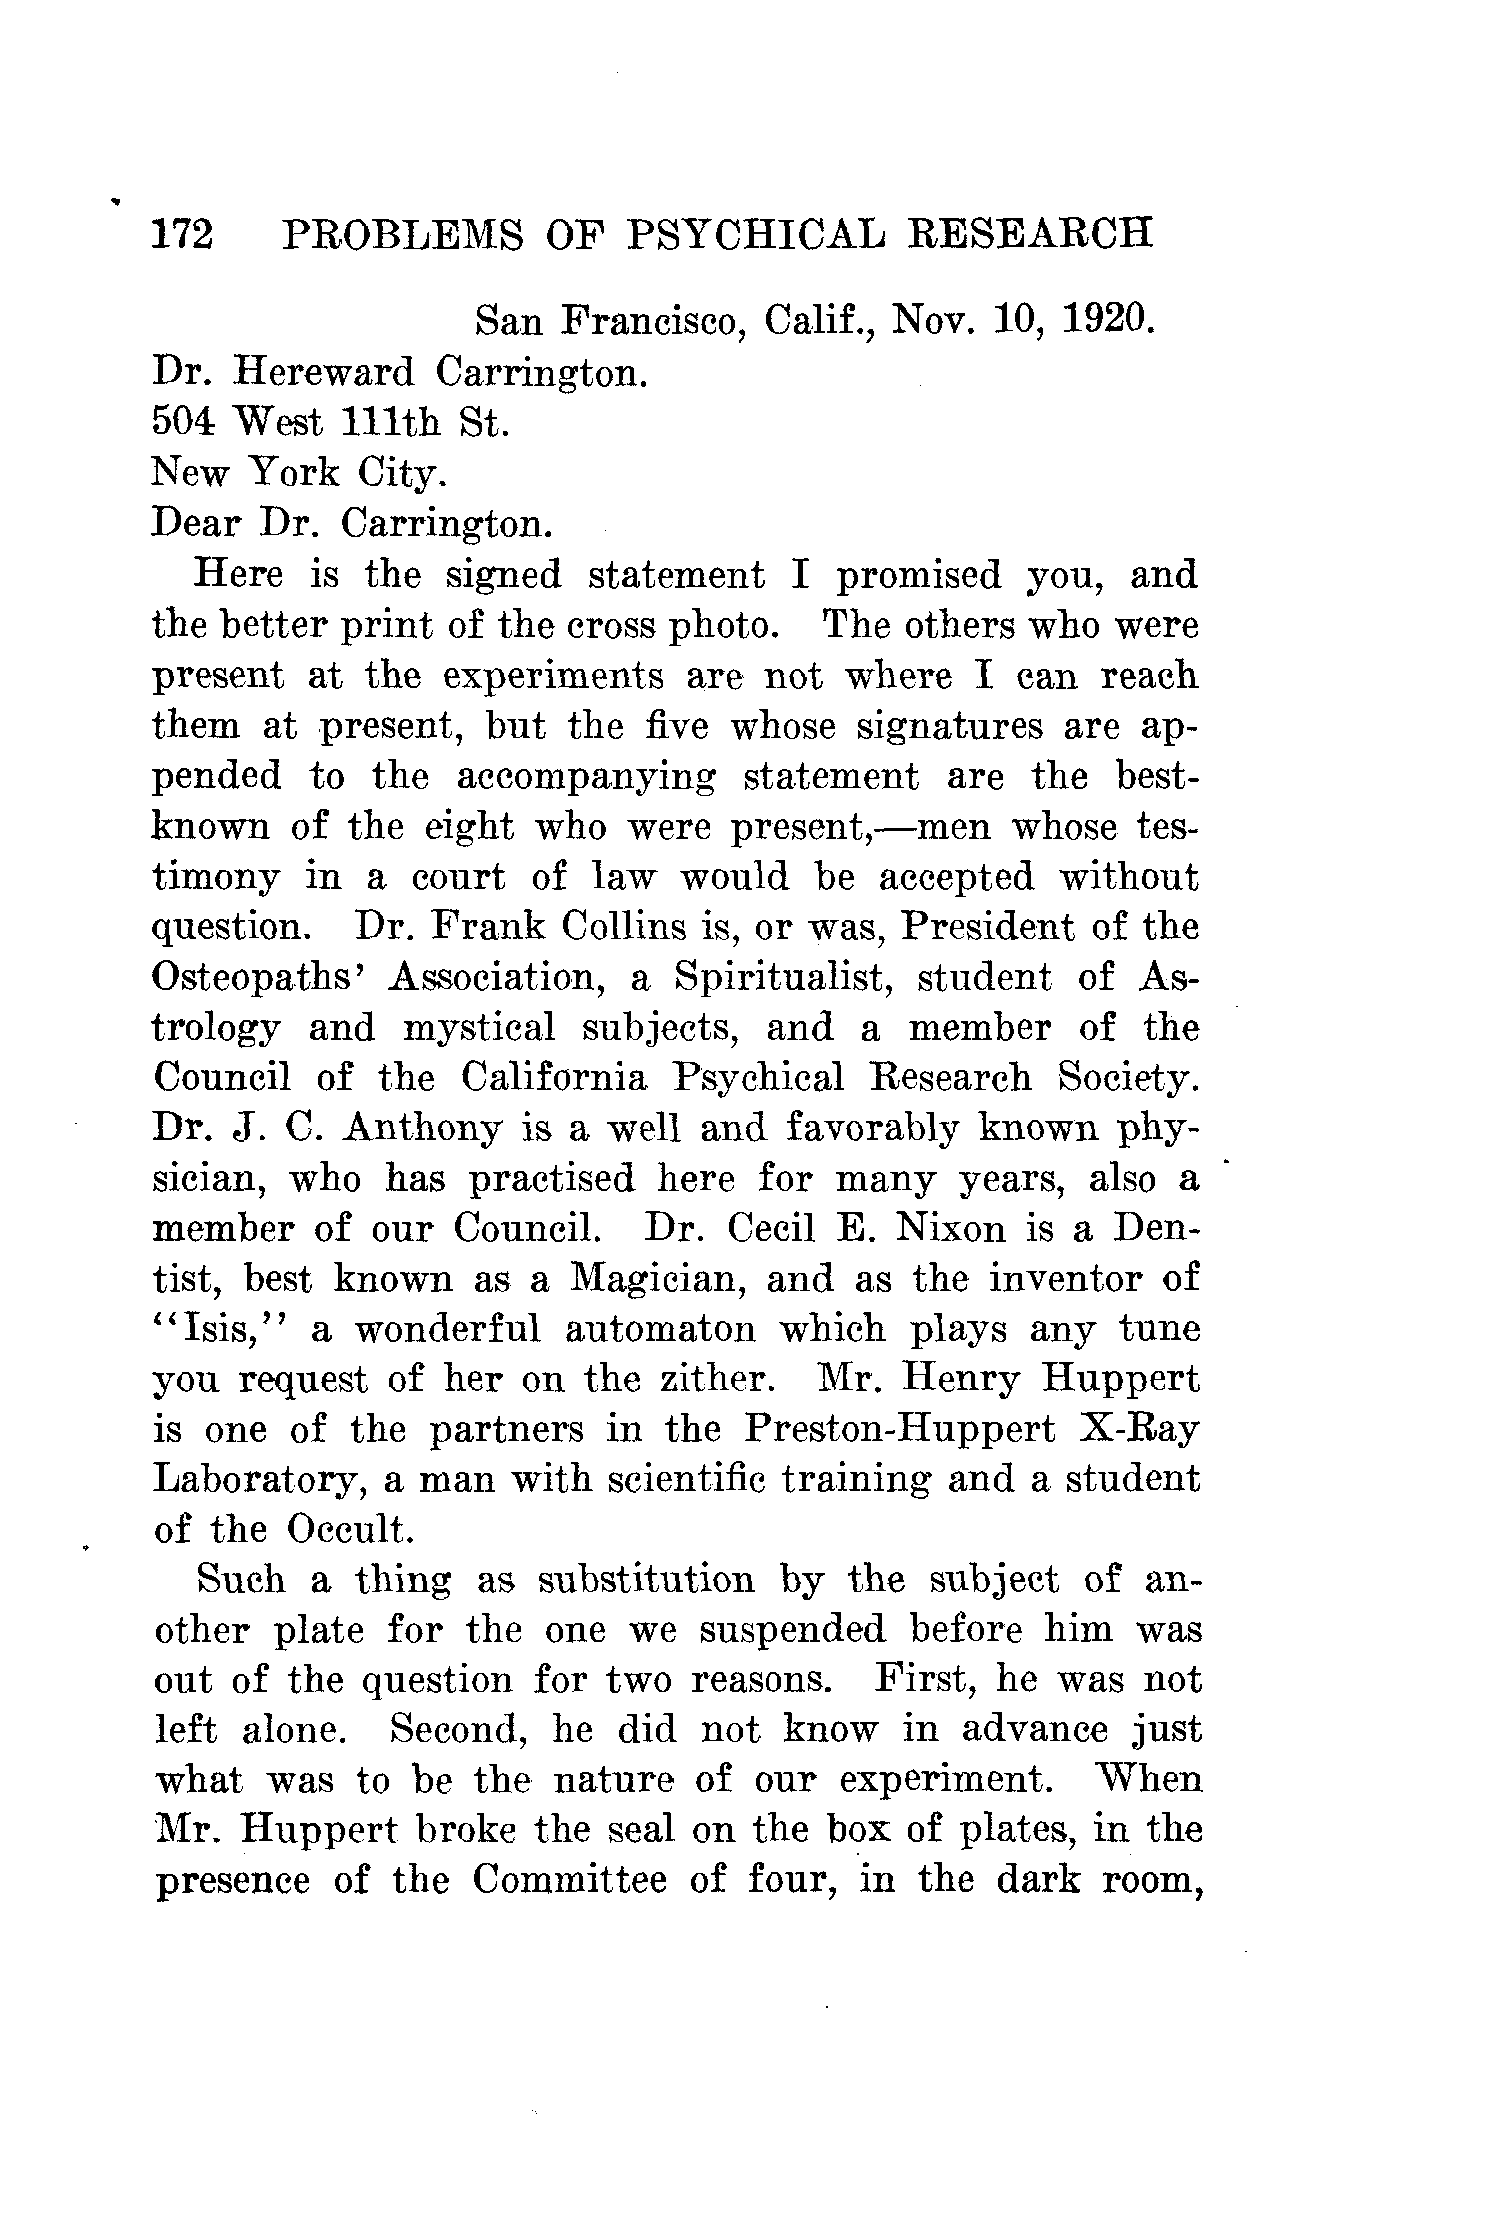 172 PROBLEMS OF PSYCHICAL RESEARCH
San Francisco, Calif., Nov. 10, 1920.
Dr. Hereward Carrington.
504 West 111th St.
New York City.
Dear Dr. Carrington.
Here is the signed statement I promised you, and
the better print of the cross photo. The others who were
present at the experiments are not where I can reach
them at present, but the five whose signatures are ap-
pended to the accompanying statement are the best-
known of the eight who were present,—men whose tes-
timony in a court of law would be accepted without
question. Dr. Frank Collins is, or was, President of the
Osteopaths' Association, a Spiritualist, student of As-
trology and mystical subjects, and a member of the
Council of the California Psychical Research Society.
Dr. J. C. Anthony is a well and favorably known phy-
sician, who has practised here for many years, also a
member of our Council. Dr. Cecil E. Nixon is a Den-
tist, best known as a Magician, and as the inventor of
"Isis," a wonderful automaton which plays any tune
you request of her on the zither. Mr. Henry Huppert
is one of the partners in the Preston-Huppert X-Ray
Laboratory, a man with scientific training and a student
of the Occult.
Such a thing as substitution by the subject of an-
other plate for the one we suspended before him was
out of the question for two reasons. First, he was not
left alone. Second, he did not know in advance just
what was to be the nature of our experiment. When
Mr. Huppert broke the seal on the box of plates, in the
presence of the Committee of four, in the dark room,